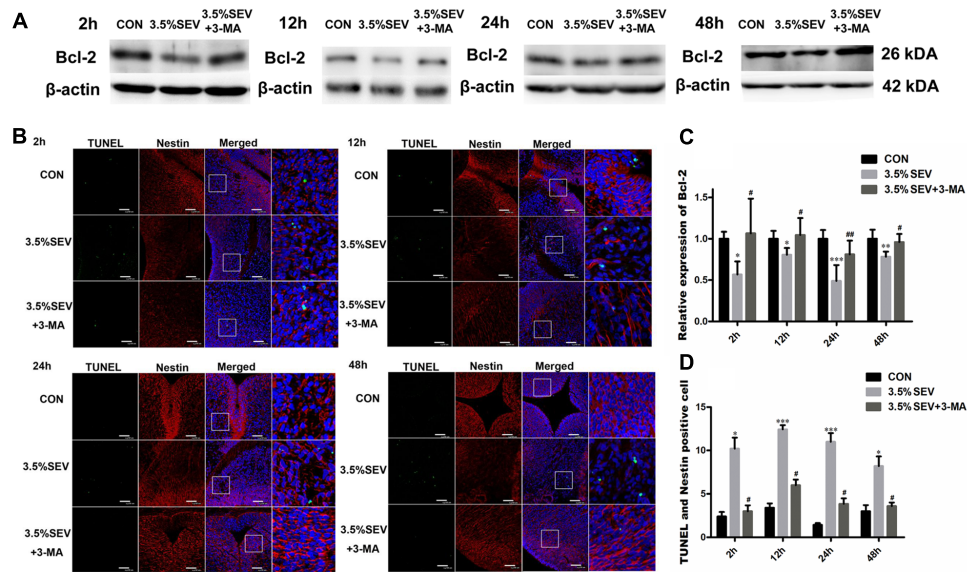 A
2h
CON 3.5%SEV 3.5%SEV +3-MA
Bcl-2
β-actin
12h
CON 3.5%SEV 3.5%SEV +3-MA
Bcl-2
β-actin
24h
CON 3.5%SEV 3.5%SEV +3-MA
Bcl-2
β-actin
48h
CON 3.5%SEV 3.5%SEV +3-MA
Bcl-2 26 kDA
β-actin 42 kDA
B
2h
TUNEL Nestin Merged
CON
3.5%SEV
3.5%SEV
+3-MA
12h
TUNEL Nestin Merged
CON
3.5%SEV
3.5%SEV
+3-MA
24h
TUNEL Nestin Merged
CON
3.5%SEV
3.5%SEV
+3-MA
48h
TUNEL Nestin Merged
CON
3.5%SEV
3.5%SEV
+3-MA
C
CON
3.5%SEV
3.5%SEV+3-MA
Relative expression of Bcl-2
1.5
1.0
0.5
0.0
* # * # *** ## ** #
2h 12h 24h 48h
D
CON
3.5%SEV
3.5%SEV+3-MA
TUNEL and Nestin positive cell
15
10
5
0
* # *** # *** # * #
2h 12h 24h 48h